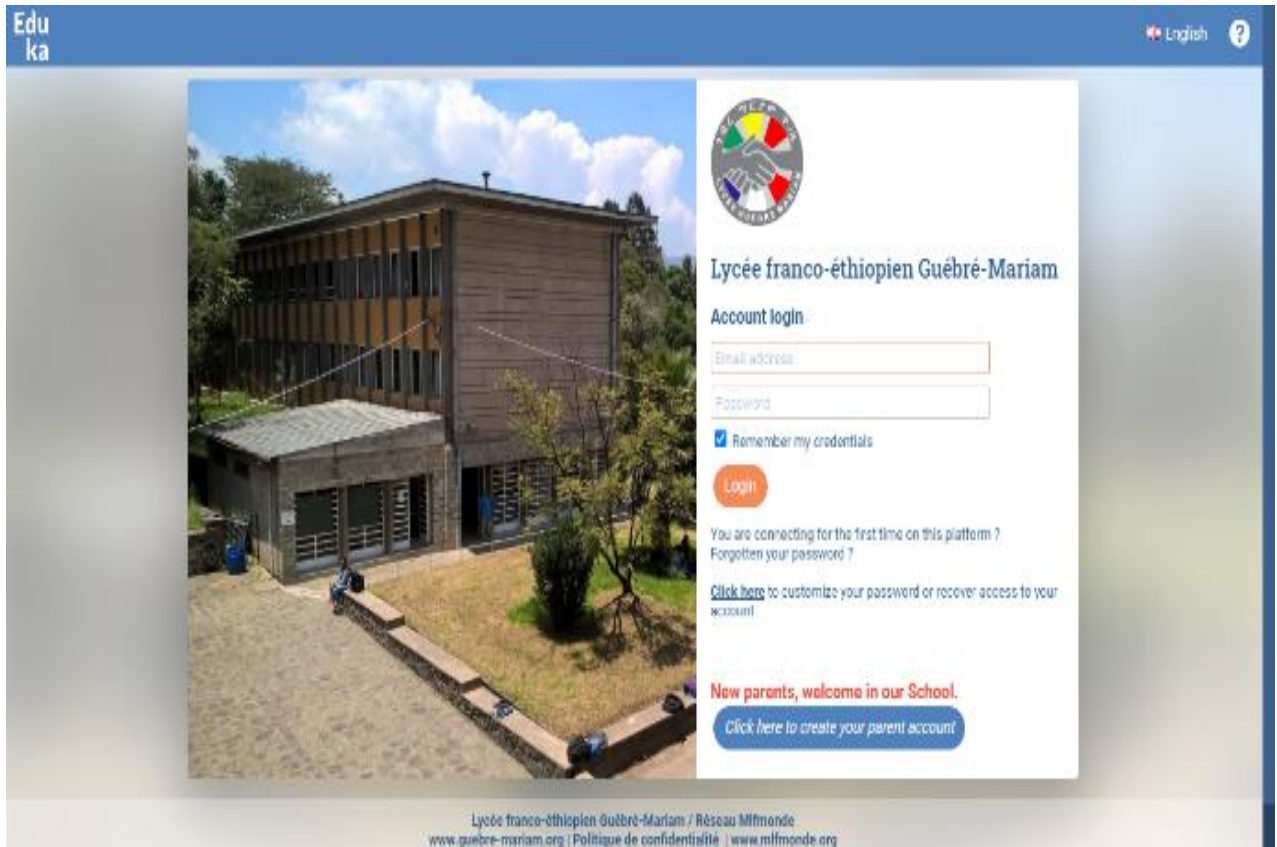 Edu
ka
English
?
LYCEE GUEBRE MARIAM
Lycée franco-éthiopien Guébré-Mariam
Account login
Email address
Password
Remember my credentials
Login
You are connecting for the first time on this platform ?
Forgotten your password ?
Click here to customize your password or recover access to your
account.
New parents, welcome in our School.
Click here to create your parent account
Lycée franco-éthiopien Guébré-Mariam / Réseau Mlfmonde
www.guebre-mariam.org | Politique de confidentialité | www.mlfmonde.org